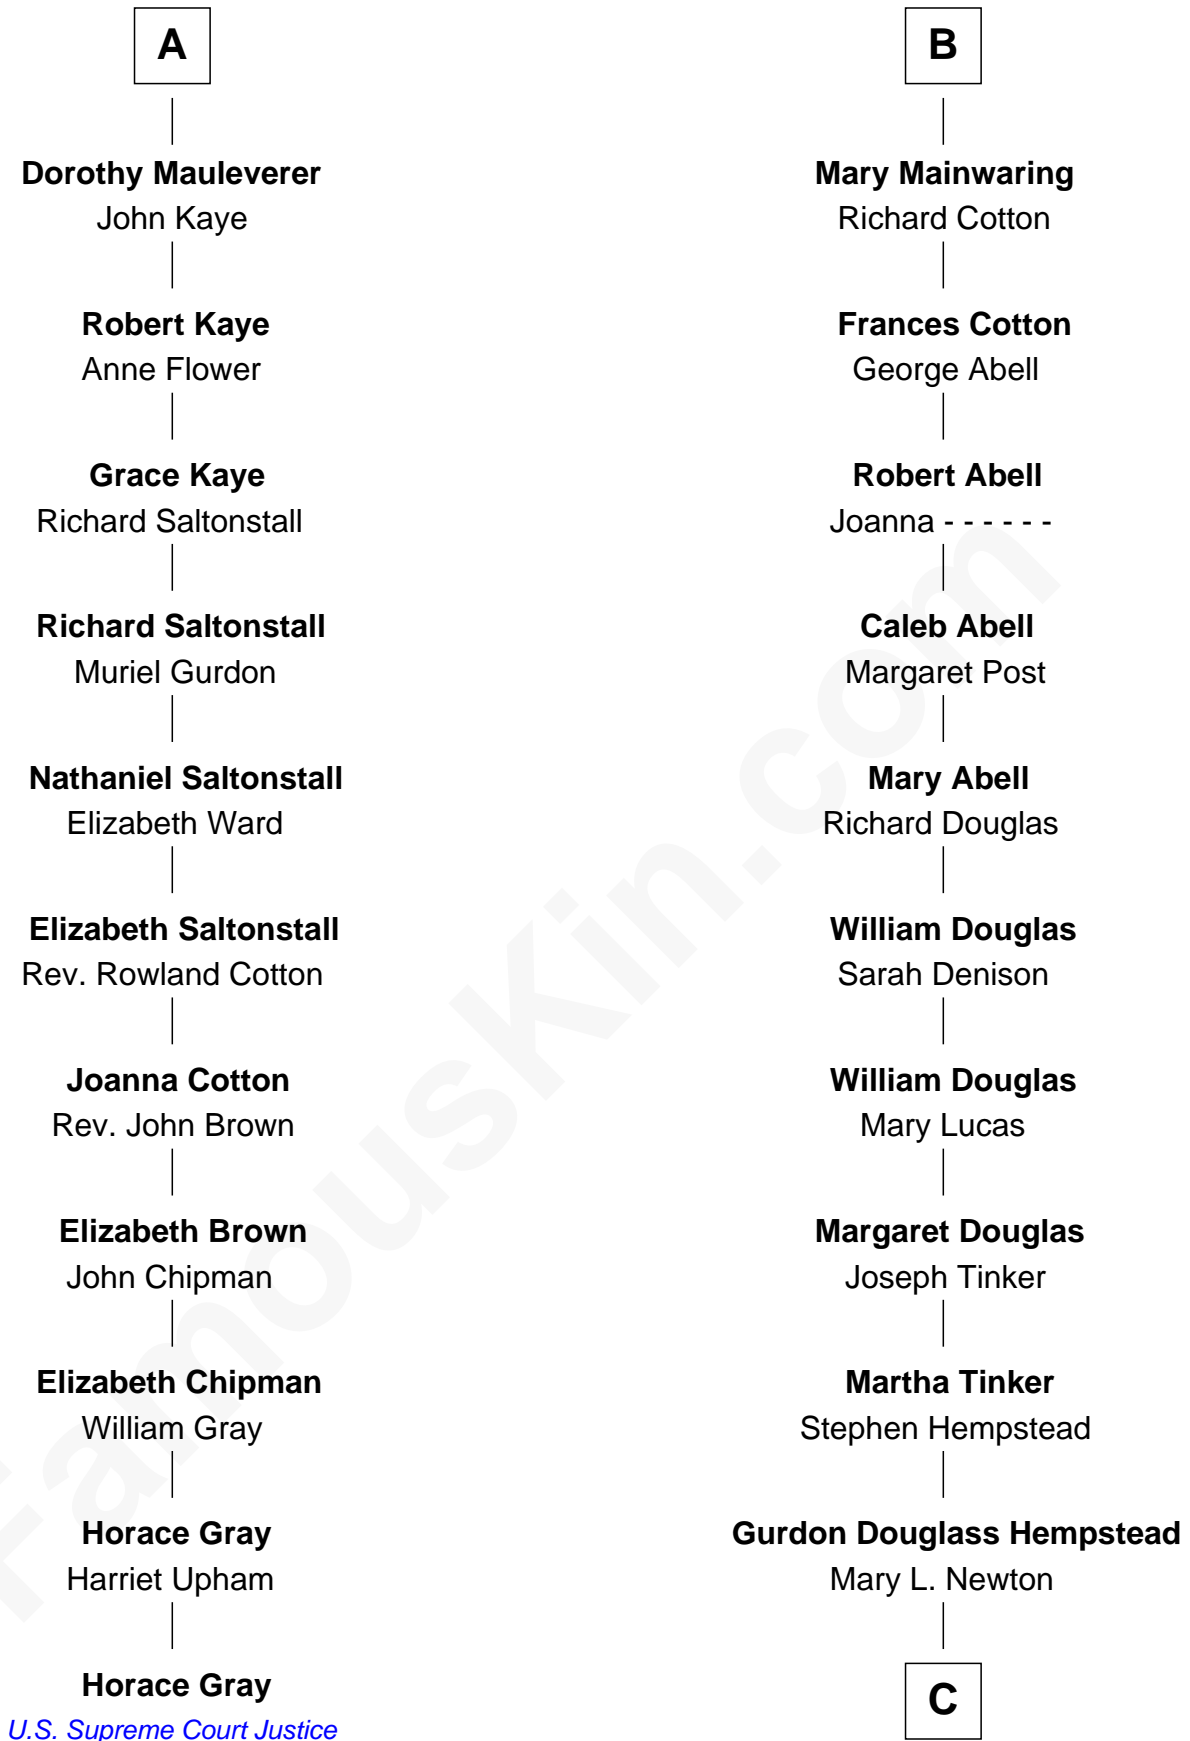 A
Dorothy Mauleverer
John Kaye
Robert Kaye
Anne Flower
Grace Kaye
Richard Saltonstall
Richard Saltonstall
Muriel Gurdon
Nathaniel Saltonstall
Elizabeth Ward
Elizabeth Saltonstall
Rev. Rowland Cotton
Joanna Cotton
Rev. John Brown
Elizabeth Brown
John Chipman
Elizabeth Chipman
William Gray
Horace Gray
Harriet Upham
Horace Gray
U.S. Supreme Court Justice
B
Mary Mainwaring
Richard Cotton
Frances Cotton
George Abell
Robert Abell
Joanna - - - - - -
Caleb Abell
Margaret Post
Mary Abell
Richard Douglas
William Douglas
Sarah Denison
William Douglas
Mary Lucas
Margaret Douglas
Joseph Tinker
Martha Tinker
Stephen Hempstead
Gurdon Douglass Hempstead
Mary L. Newton
C
FamousKin.com